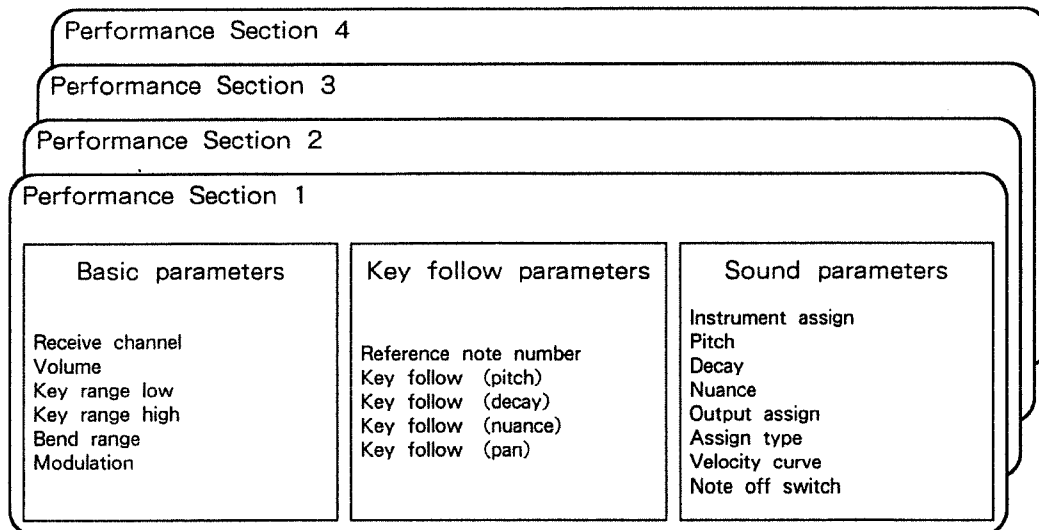 Performance Section 4
Performance Section 3
Performance Section 2
Performance Section 1
Basic parameters
Receive channel
Volume
Key range low
Key range high
Bend range
Modulation
Key follow parameters
Reference note number
Key follow (pitch)
Key follow (decay)
Key follow (nuance)
Key follow (pan)
Sound parameters
Instrument assign
Pitch
Decay
Nuance
Output assign
Assign type
Velocity curve
Note off switch